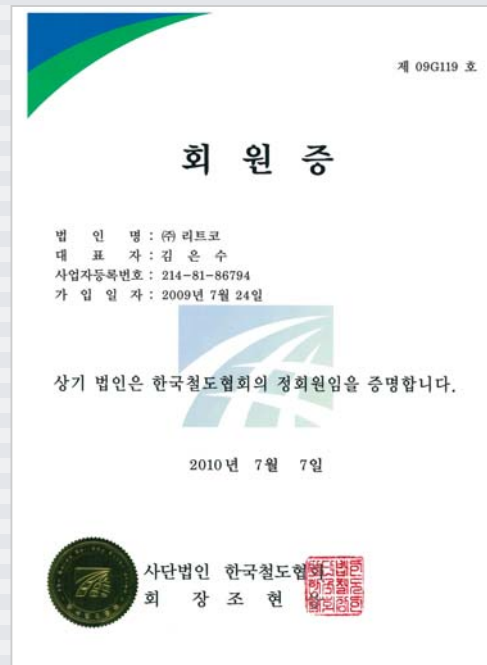 제 09G119 호
회 원 증
법 인 명 : ㈜ 리트코
대 표 자 : 김 은 수
사업자등록번호 : 214-81-86794
가 입 일 자 : 2009년 7월 24일
상기 법인은 한국철도협회의 정회원임을 증명합니다.
2010년 7월 7일
사단법인 한국철도협회
회 장 조 현